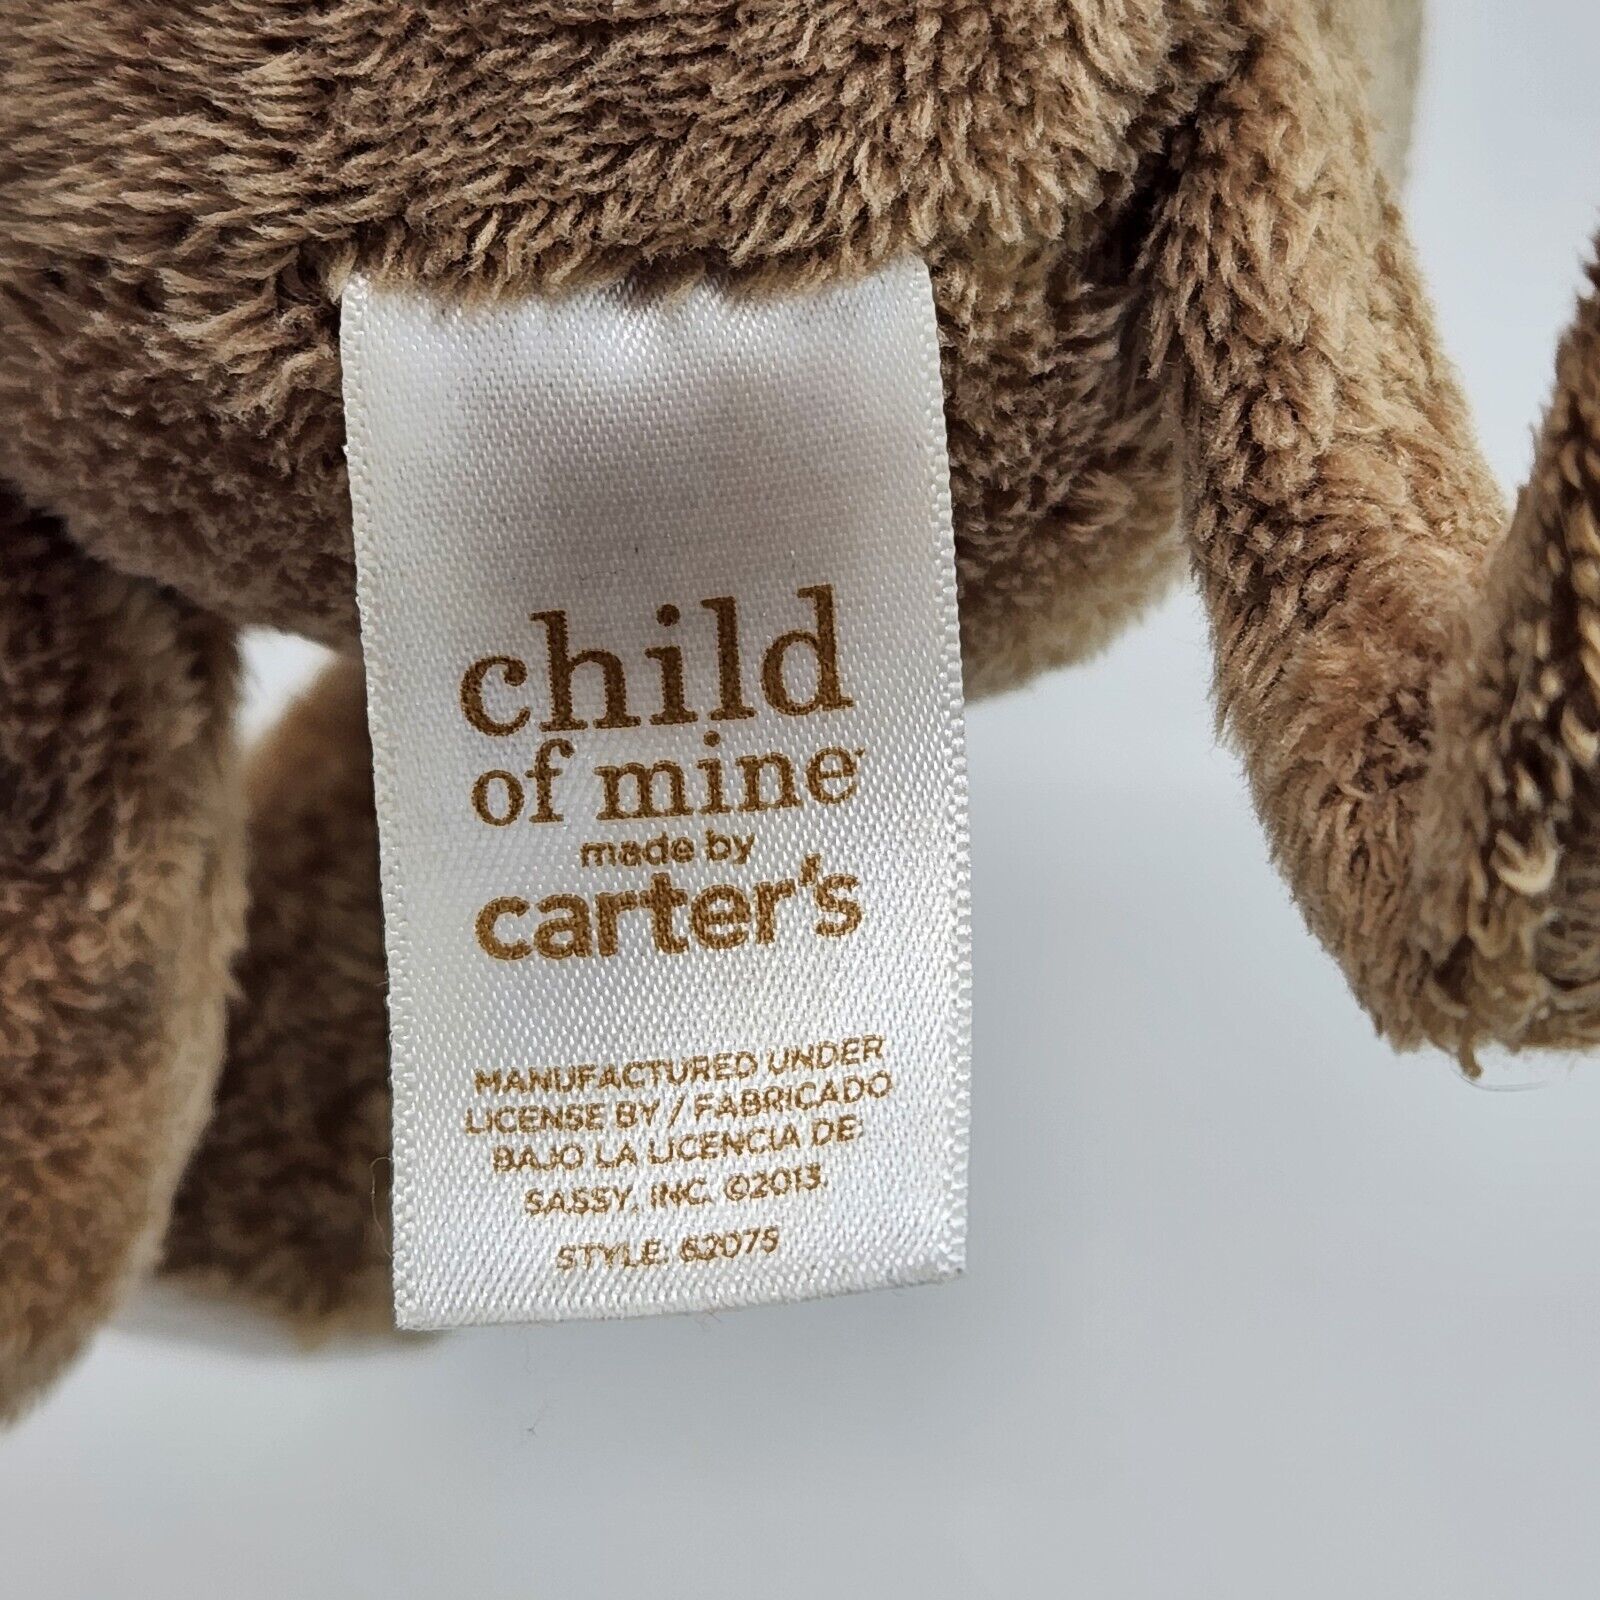 child
of mine
made by
carter's
MANUFACTURED UNDER
LICENSE BY / FABRICADO
BAJO LA LICENCIA DE:
SASSY, INC. ©2013.
STYLE: 62075